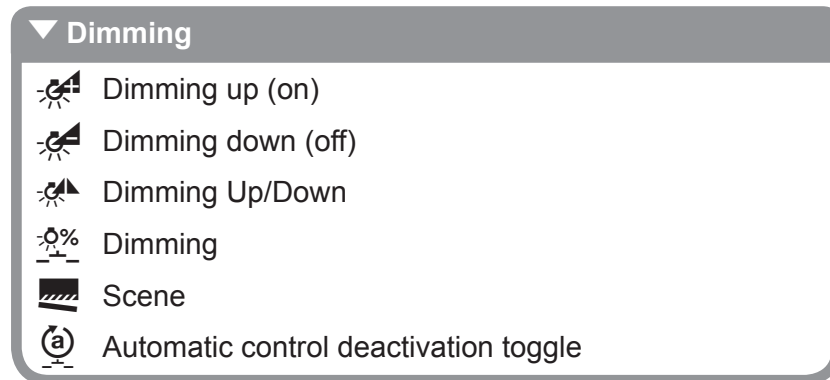 Dimming
Dimming up (on)
Dimming down (off)
Dimming Up/Down
% Dimming
Scene
a Automatic control deactivation toggle